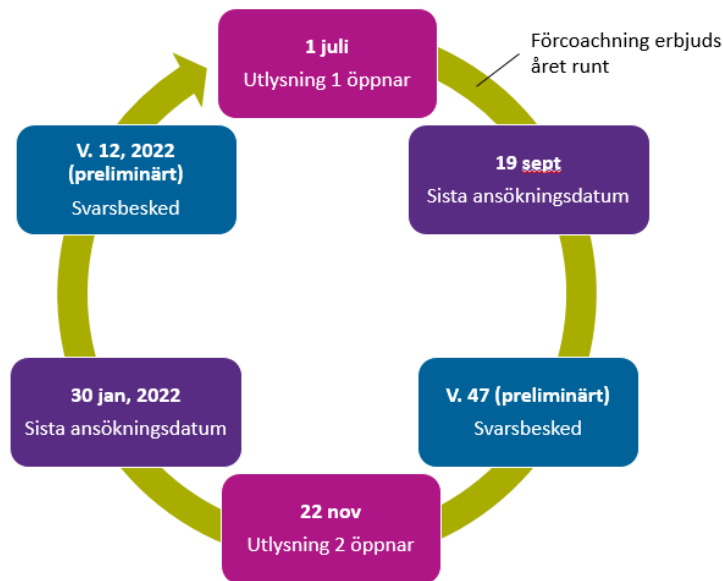 1 juli
Utlysning 1 öppnar
Förcoachning erbjuds
året runt
19 sept
Sista ansökningsdatum
V. 47 (preliminärt)
Svarsbesked
22 nov
Utlysning 2 öppnar
30 jan, 2022
Sista ansökningsdatum
V. 12, 2022
(preliminärt)
Svarsbesked